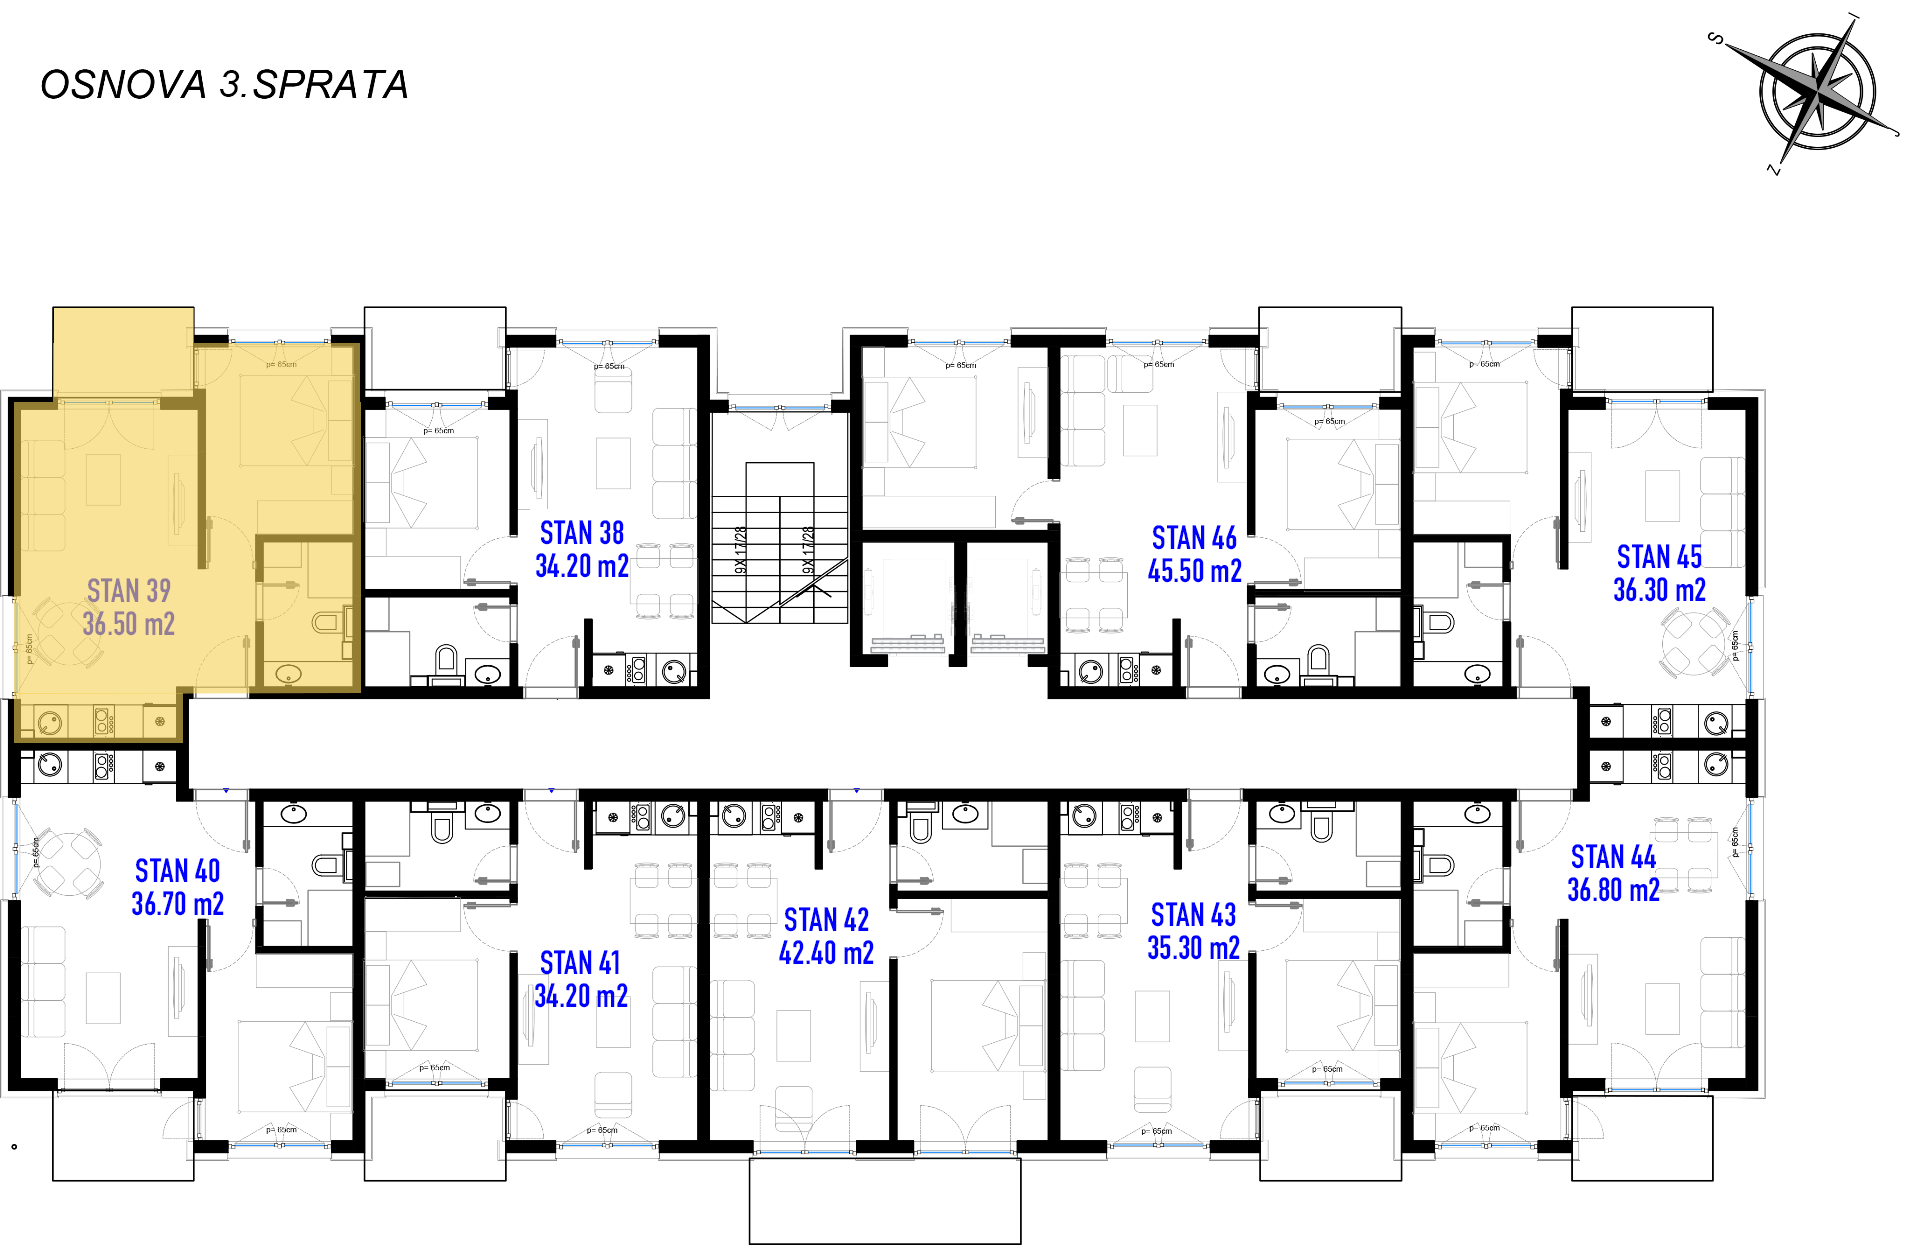 OSNOVA 3.SPRATA
I
S
J
Z
p= 65cm
p= 65cm
p= 65cm
p= 65cm
p= 65cm
p= 65cm
p= 65cm
STAN 39
36.50 m2
p= 65cm
STAN 38
34.20 m2
9X 17/28
9X 17/28
STAN 46
45.50 m2
STAN 45
36.30 m2
p= 65cm
STAN 40
36.70 m2
p= 65cm
STAN 41
34.20 m2
STAN 42
42.40 m2
STAN 43
35.30 m2
STAN 44
36.80 m2
p= 65cm
p= 65cm
p= 65cm
p= 65cm
p= 65cm
p= 65cm
p= 65cm